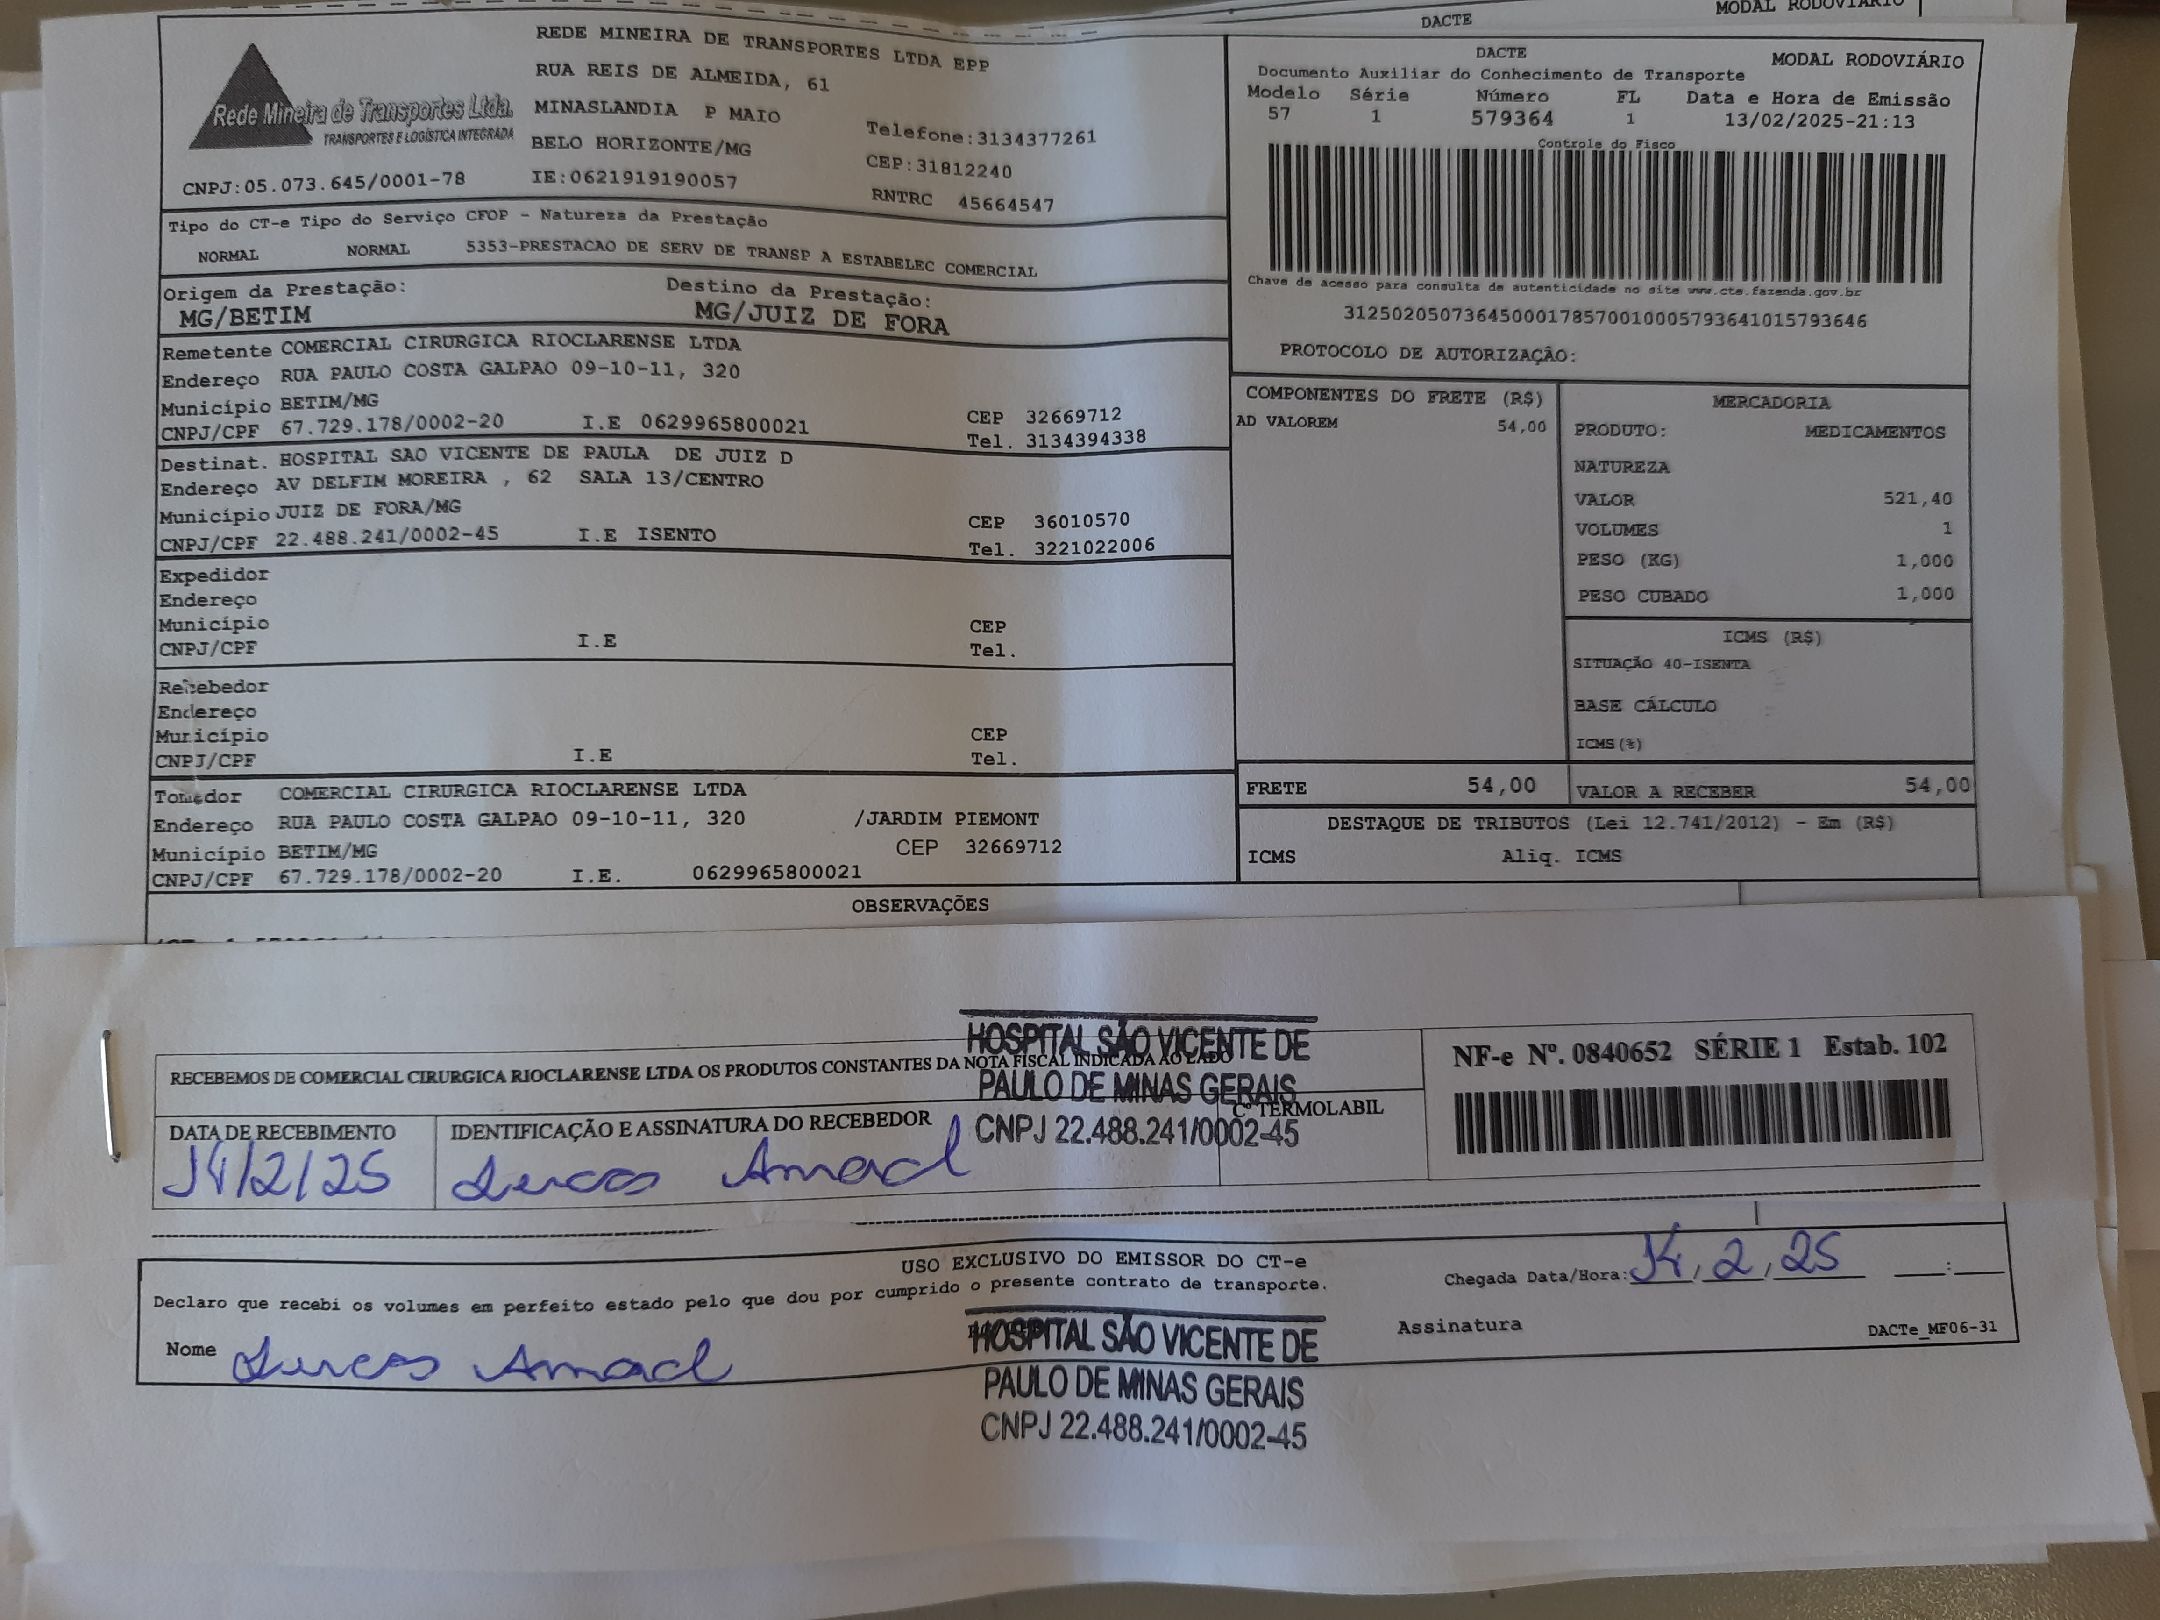 DACTE
MODAL RODOVIÁRIO
Rede Mineira de Transportes Ltda.
TRANSPORTES E LOGÍSTICA INTEGRADA
CNPJ:05.073.645/0001-78
REDE MINEIRA DE TRANSPORTES LTDA EPP
RUA REIS DE ALMEIDA, 61
MINASLANDIA P MAIO
BELO HORIZONTE/MG
IE:0621919190057
Telefone:3134377261
CEP:31812240
RNTRC 45664547
DACTE
MODAL RODOVIÁRIO
Documento Auxiliar do Conhecimento de Transporte
Modelo Série Número FL Data e Hora de Emissão
57 1 579364 1 13/02/2025-21:13
Controle do Fisco
Chave de acesso para consulta de autenticidade no site www.cte.fazenda.gov.br
31250205073645000178570010005793641015793646
PROTOCOLO DE AUTORIZAÇÃO:
Tipo do CT-e Tipo do Serviço CFOP - Natureza da Prestação
NORMAL NORMAL 5353-PRESTACAO DE SERV DE TRANSP A ESTABELEC COMERCIAL
Origem da Prestação: Destino da Prestação:
MG/BETIM MG/JUIZ DE FORA
Remetente COMERCIAL CIRURGICA RIOCLARENSE LTDA
Endereço RUA PAULO COSTA GALPAO 09-10-11, 320
Município BETIM/MG CEP 32669712
CNPJ/CPF 67.729.178/0002-20 I.E 0629965800021 Tel. 3134394338
Destinat. HOSPITAL SAO VICENTE DE PAULA DE JUIZ D
Endereço AV DELFIM MOREIRA , 62 SALA 13/CENTRO
Município JUIZ DE FORA/MG CEP 36010570
CNPJ/CPF 22.488.241/0002-45 I.E ISENTO Tel. 3221022006
Expedidor
Endereço
Município CEP
CNPJ/CPF I.E Tel.
Recebedor
Endereço
Município CEP
CNPJ/CPF I.E Tel.
Tomador COMERCIAL CIRURGICA RIOCLARENSE LTDA
Endereço RUA PAULO COSTA GALPAO 09-10-11, 320 /JARDIM PIEMONT
Município BETIM/MG CEP 32669712
CNPJ/CPF 67.729.178/0002-20 I.E. 0629965800021
COMPONENTES DO FRETE (R$)
AD VALOREM 54,00
MERCADORIA
PRODUTO: MEDICAMENTOS
NATUREZA
VALOR 521,40
VOLUMES 1
PESO (KG) 1,000
PESO CUBADO 1,000
ICMS (R$)
SITUAÇÃO 40-ISENTA
BASE CÁLCULO
ICMS(%)
FRETE 54,00 VALOR A RECEBER 54,00
DESTAQUE DE TRIBUTOS (Lei 12.741/2012) - Em (R$)
ICMS Aliq. ICMS
OBSERVAÇÕES
RECEBEMOS DE COMERCIAL CIRURGICA RIOCLARENSE LTDA OS PRODUTOS CONSTANTES DA NOTA FISCAL INDICADA AO LADO
DATA DE RECEBIMENTO IDENTIFICAÇÃO E ASSINATURA DO RECEBEDOR Cº TERMOLABIL
14/2/25 Lucas Amad
HOSPITAL SÃO VICENTE DE
PAULO DE MINAS GERAIS
CNPJ 22.488.241/0002-45
NF-e Nº. 0840652 SÉRIE 1 Estab. 102
USO EXCLUSIVO DO EMISSOR DO CT-e
Declaro que recebi os volumes em perfeito estado pelo que dou por cumprido o presente contrato de transporte.
Chegada Data/Hora: 14, 2, 25 :
Nome Lucas Amad
Assinatura
DACTe_MF06-31
HOSPITAL SÃO VICENTE DE
PAULO DE MINAS GERAIS
CNPJ 22.488.241/0002-45